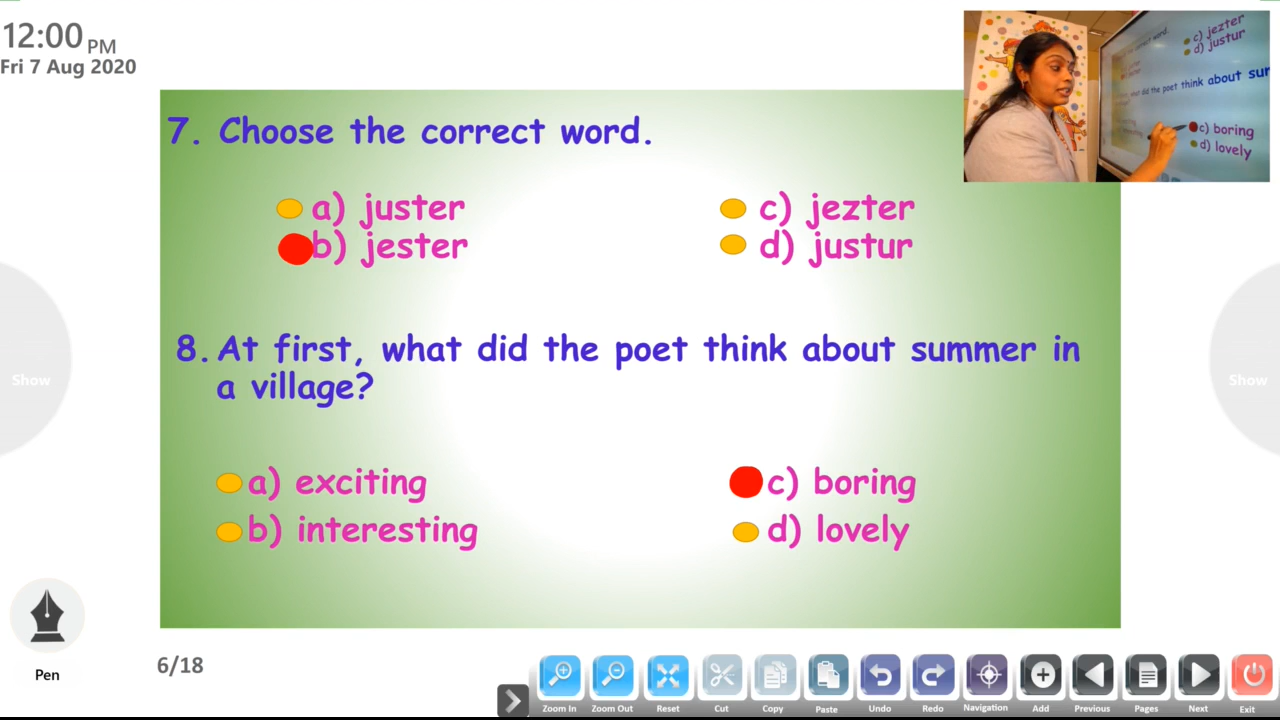 12:00 PM
Fri 7 Aug 2020
7. Choose the correct word.
a) juster
c) jezter
b) jester
d) justur
8. At first, what did the poet think about summer in
a village?
a) exciting
c) boring
b) interesting
d) lovely
c) jezter
d) justur
correct word.
what did the poet think about sur
c) boring
d) lovely
Show
Show
Pen
6/18
Zoom In
Zoom Out
Reset
Cut
Copy
Paste
Undo
Redo
Navigation
Add
Previous
Pages
Next
Exit